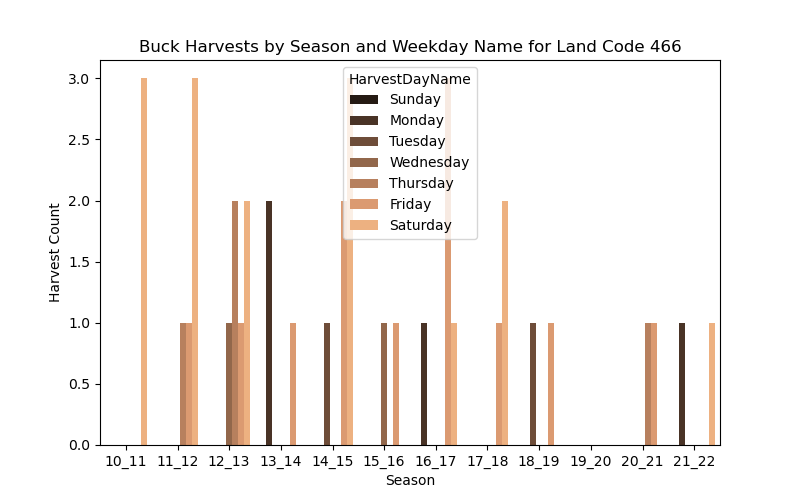 Buck Harvests by Season and Weekday Name for Land Code 466
HarvestDayName
Sunday
Monday
Tuesday
Wednesday
Thursday
Friday
Saturday
Harvest Count
3.0
2.5
2.0
1.5
1.0
0.5
0.0
10_11 11_12 12_13 13_14 14_15 15_16 16_17 17_18 18_19 19_20 20_21 21_22
Season